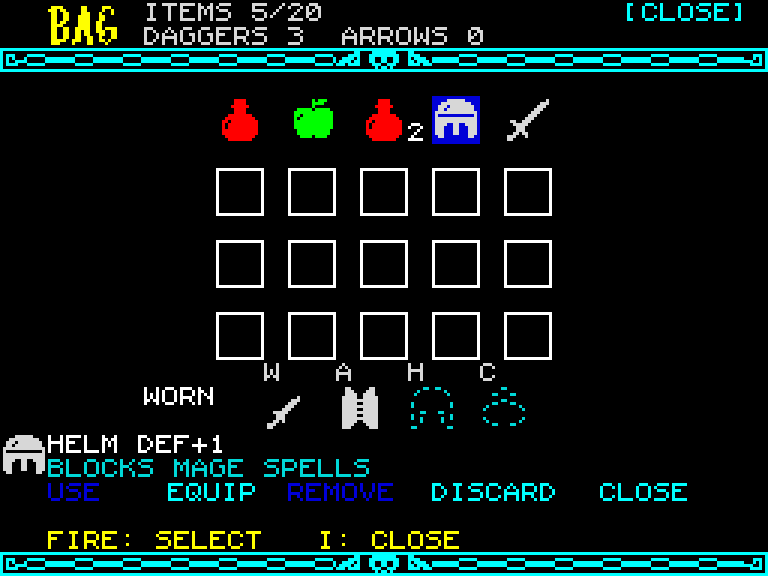 BAG ITEMS 5/20 [CLOSE]
DAGGERS 3 ARROWS 0
2
W A H C
WORN
HELM DEF+1
BLOCKS MAGE SPELLS
USE EQUIP REMOVE DISCARD CLOSE
FIRE: SELECT I: CLOSE